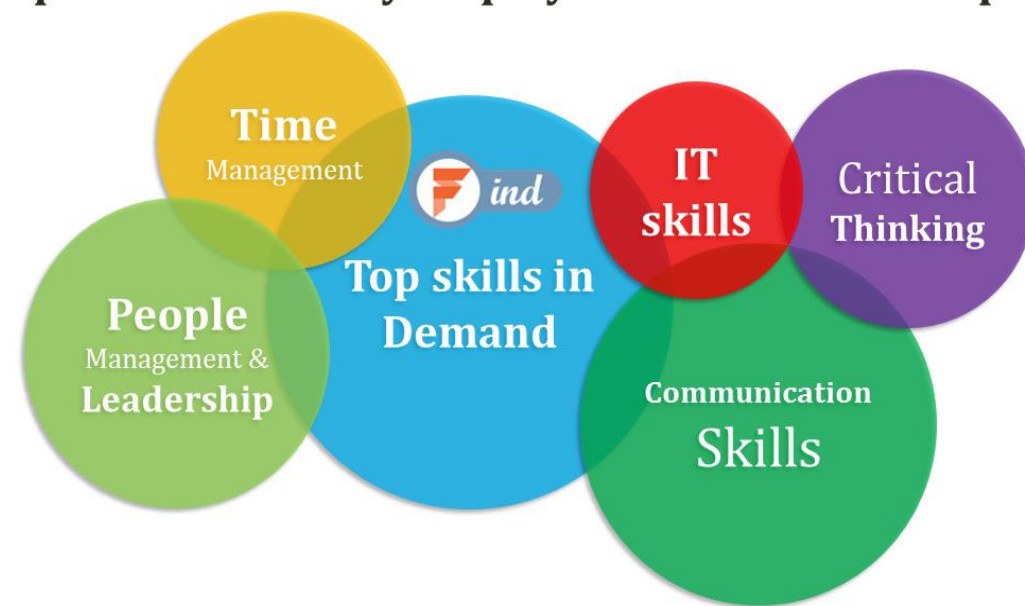 Time
Management
ind
Top skills in
Demand
IT
skills
Critical
Thinking
People
Management &
Leadership
Communication
Skills